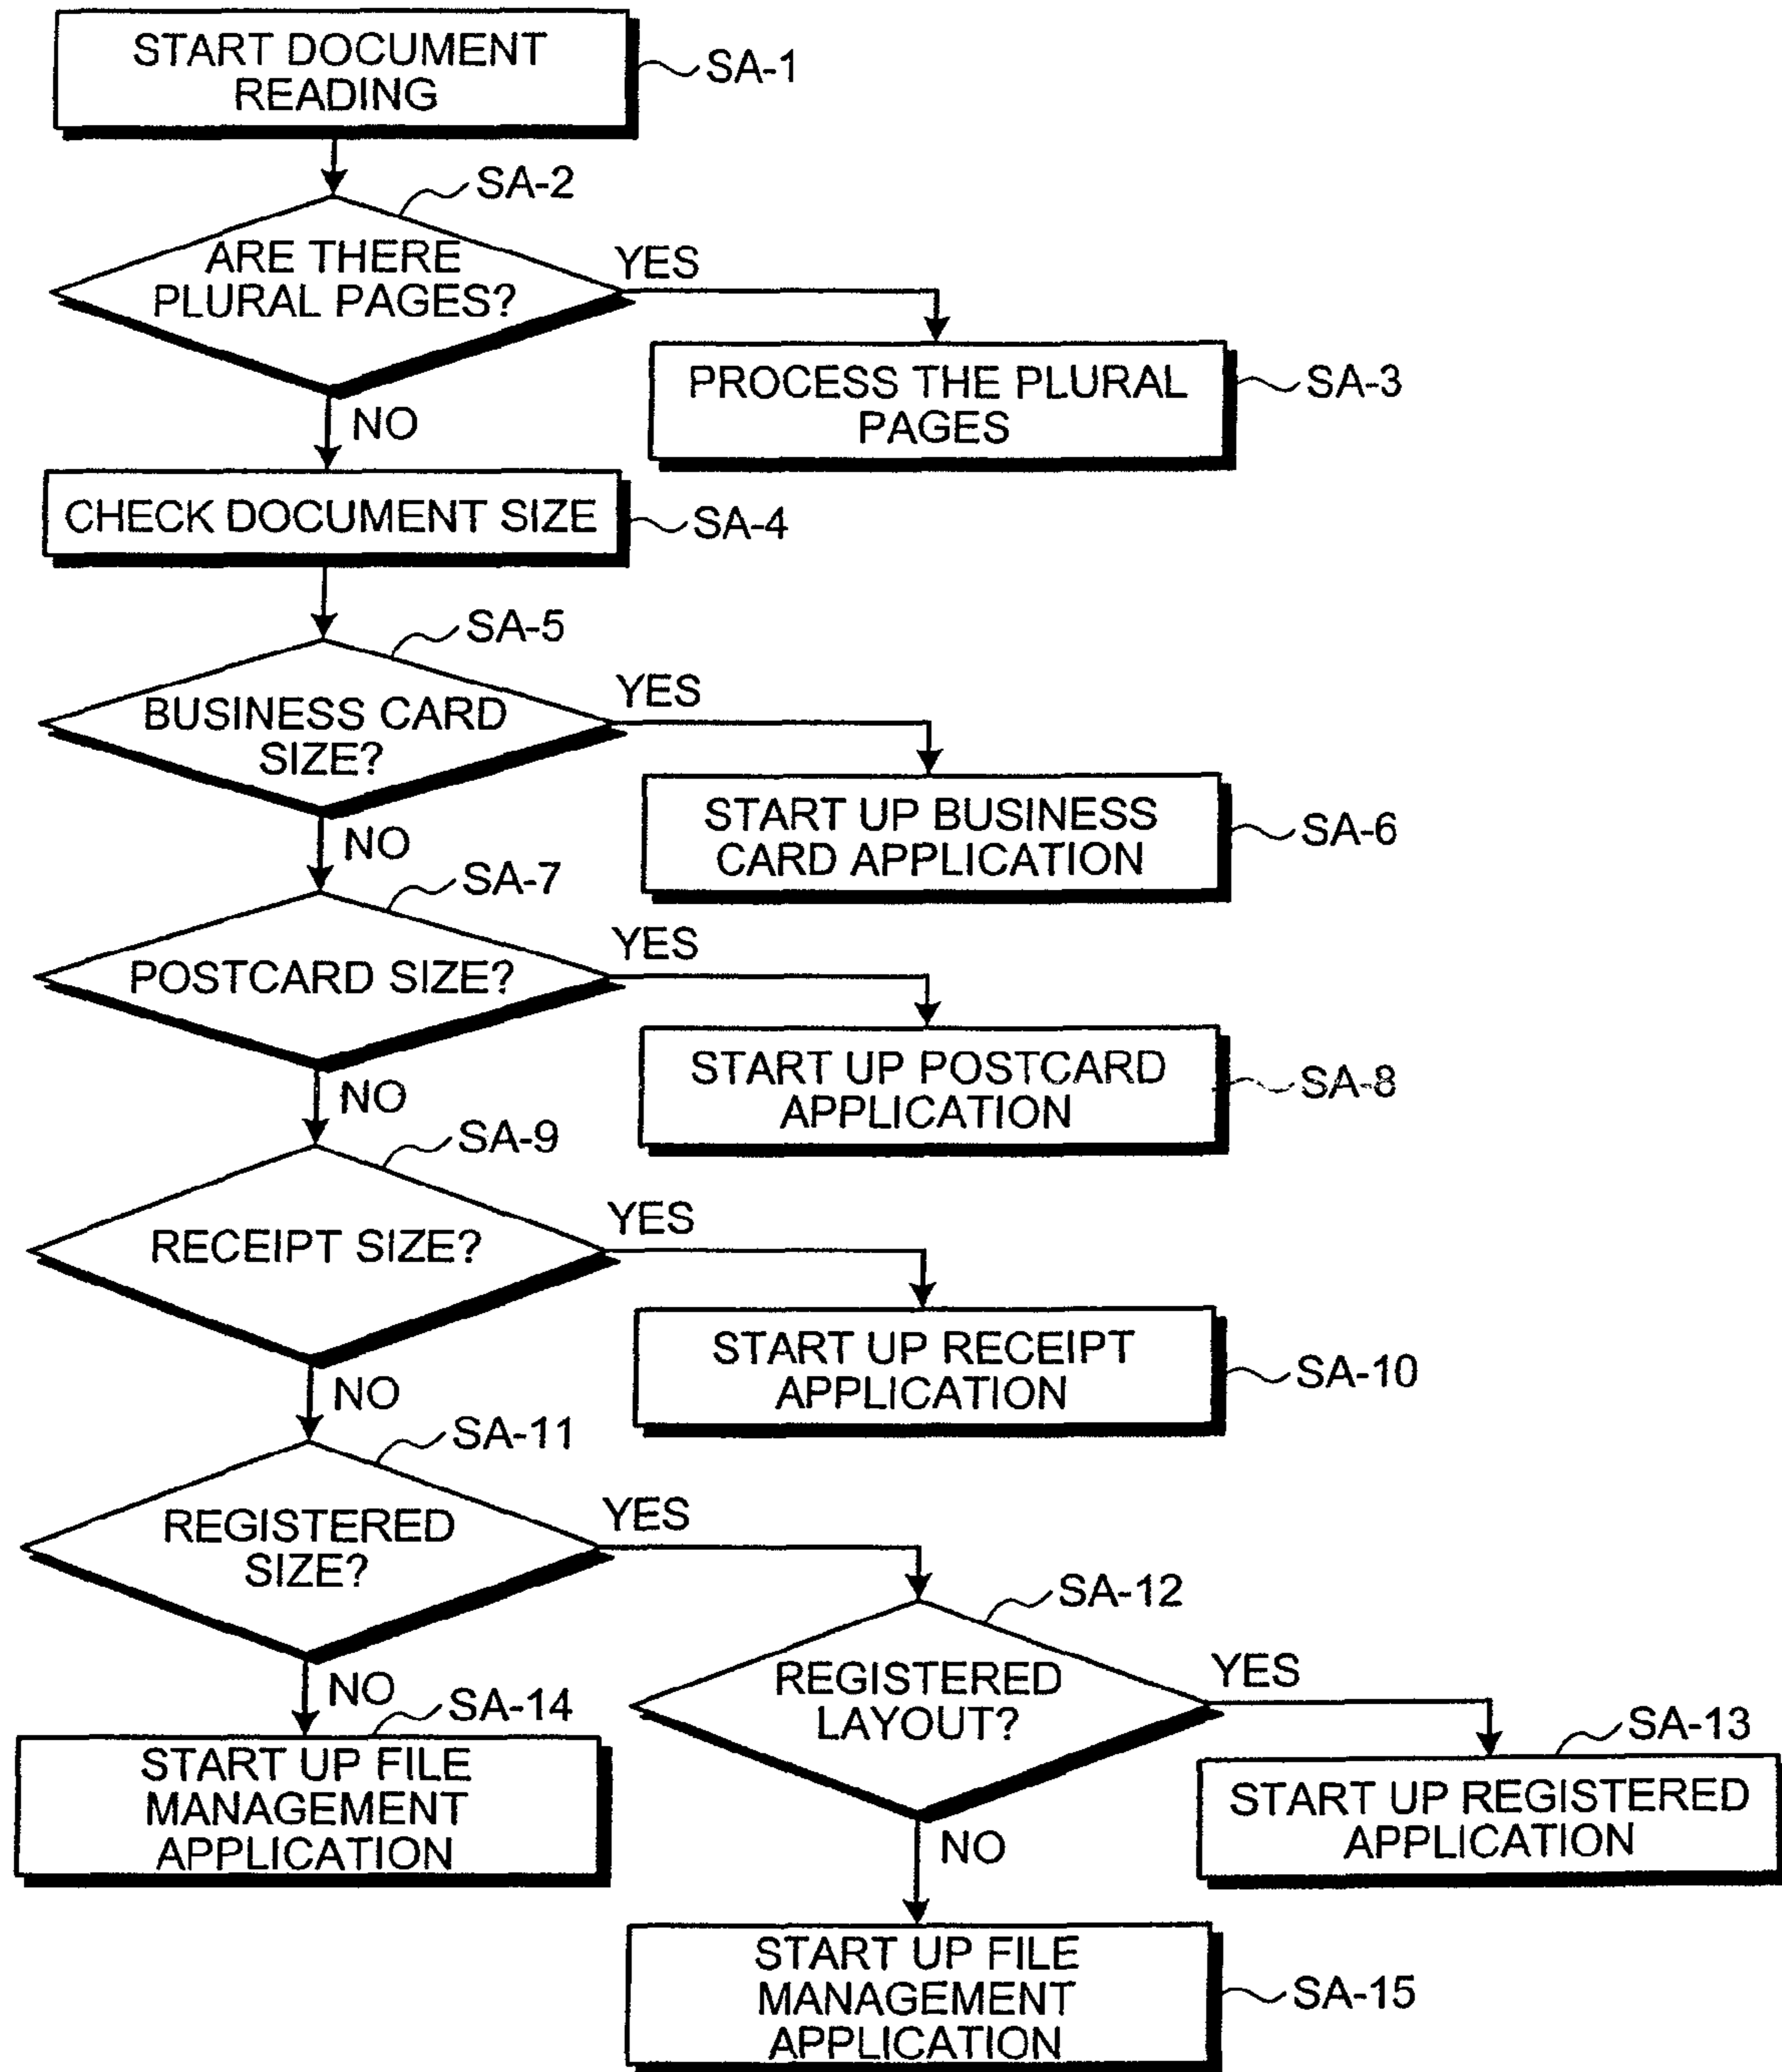 START DOCUMENT
READING
SA-1
SA-2
ARE THERE
PLURAL PAGES?
YES
NO
PROCESS THE PLURAL
PAGES
SA-3
CHECK DOCUMENT SIZE
SA-4
SA-5
BUSINESS CARD
SIZE?
YES
NO
START UP BUSINESS
CARD APPLICATION
SA-6
SA-7
POSTCARD SIZE?
YES
NO
START UP POSTCARD
APPLICATION
SA-8
SA-9
RECEIPT SIZE?
YES
NO
START UP RECEIPT
APPLICATION
SA-10
SA-11
REGISTERED
SIZE?
YES
NO
SA-12
REGISTERED
LAYOUT?
YES
NO
SA-13
START UP REGISTERED
APPLICATION
SA-14
START UP FILE
MANAGEMENT
APPLICATION
START UP FILE
MANAGEMENT
APPLICATION
SA-15